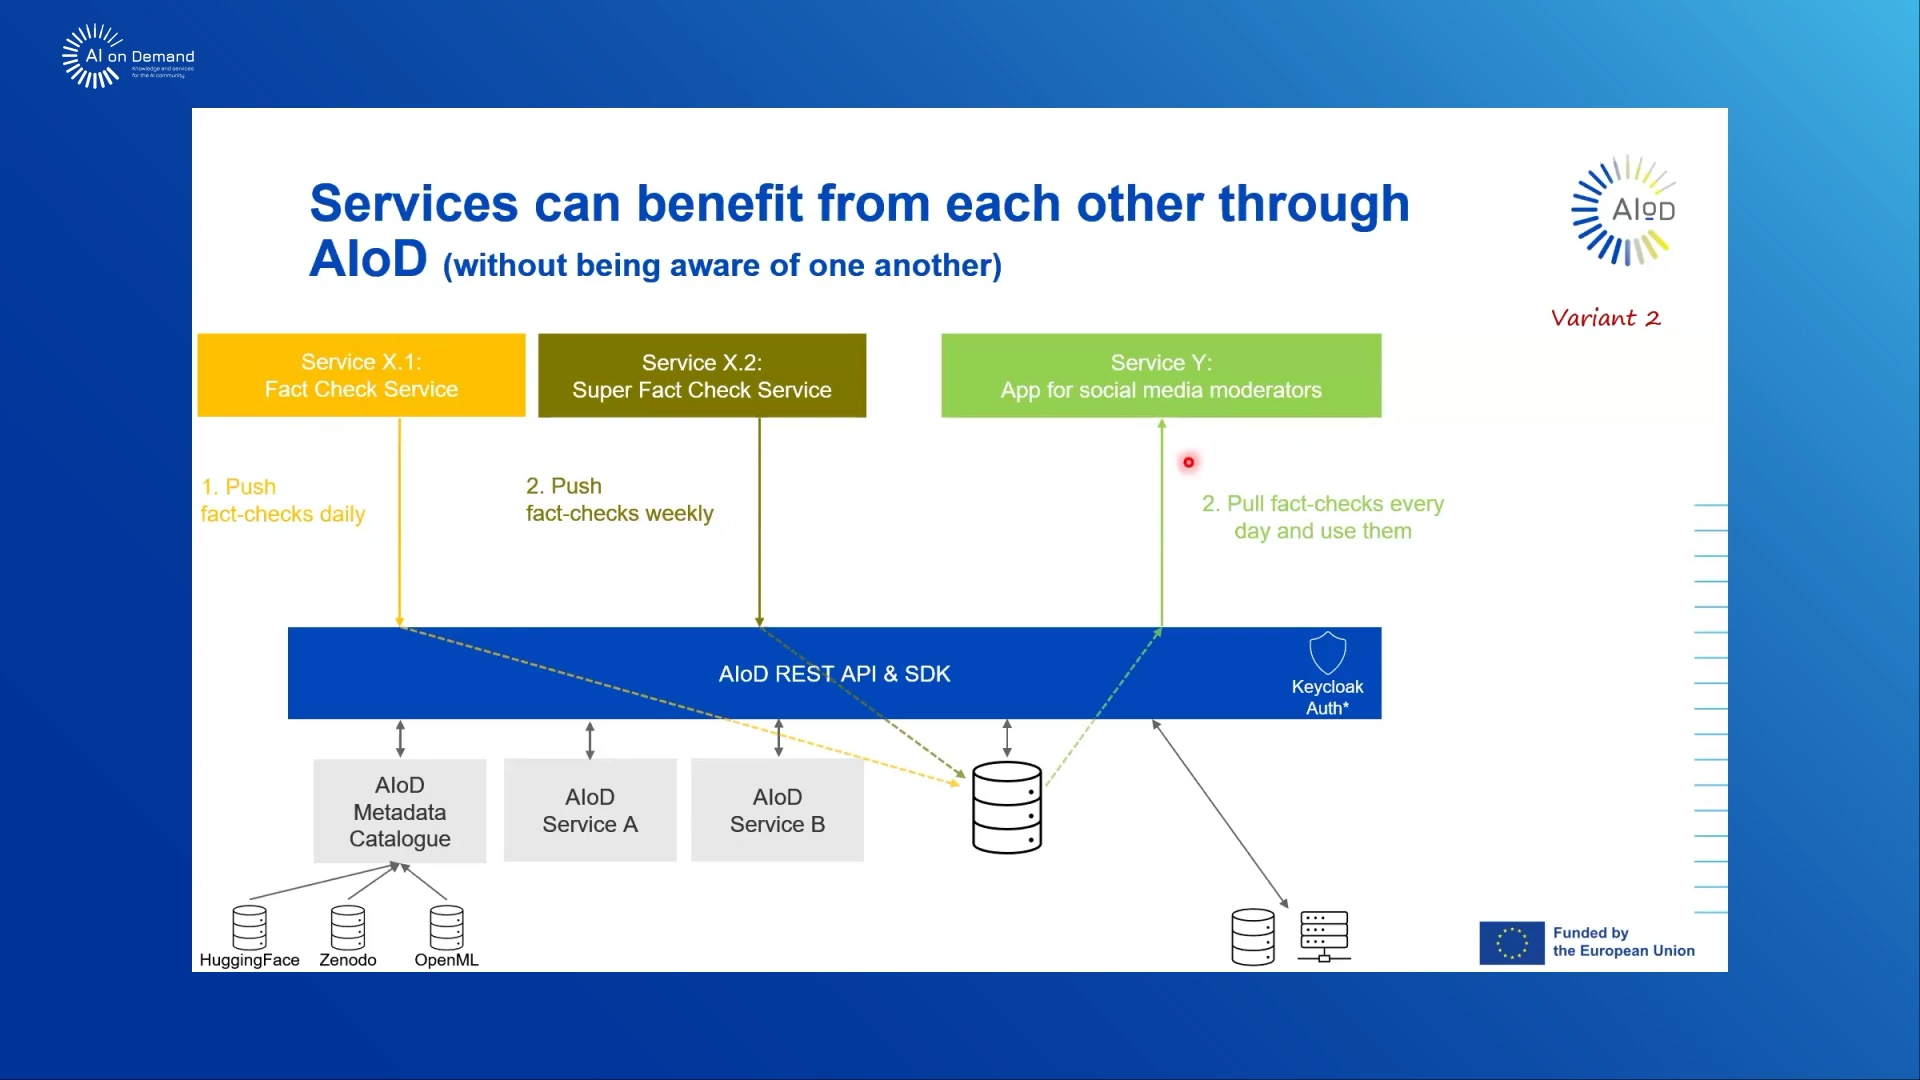 AI on Demand
Knowledge and services
for the AI community
Services can benefit from each other through
AIoD (without being aware of one another)
AIoD
Variant 2
Service X.1:
Fact Check Service
Service X.2:
Super Fact Check Service
Service Y:
App for social media moderators
1. Push
fact-checks daily
2. Push
fact-checks weekly
2. Pull fact-checks every
day and use them
AIoD REST API & SDK
Keycloak
Auth*
AIoD
Metadata
Catalogue
AIoD
Service A
AIoD
Service B
HuggingFace
Zenodo
OpenML
Funded by
the European Union